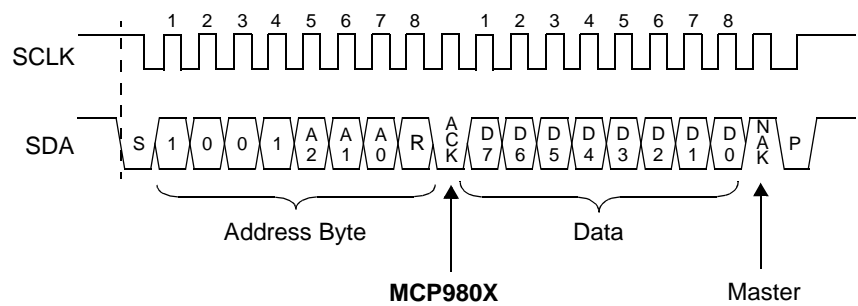 1 2 3 4 5 6 7 8 1 2 3 4 5 6 7 8
SCLK
SDA
S 1 0 0 1 A2 A1 A0 R ACK D7 D6 D5 D4 D3 D2 D1 D0 NAK P
Address Byte Data
MCP980X Master